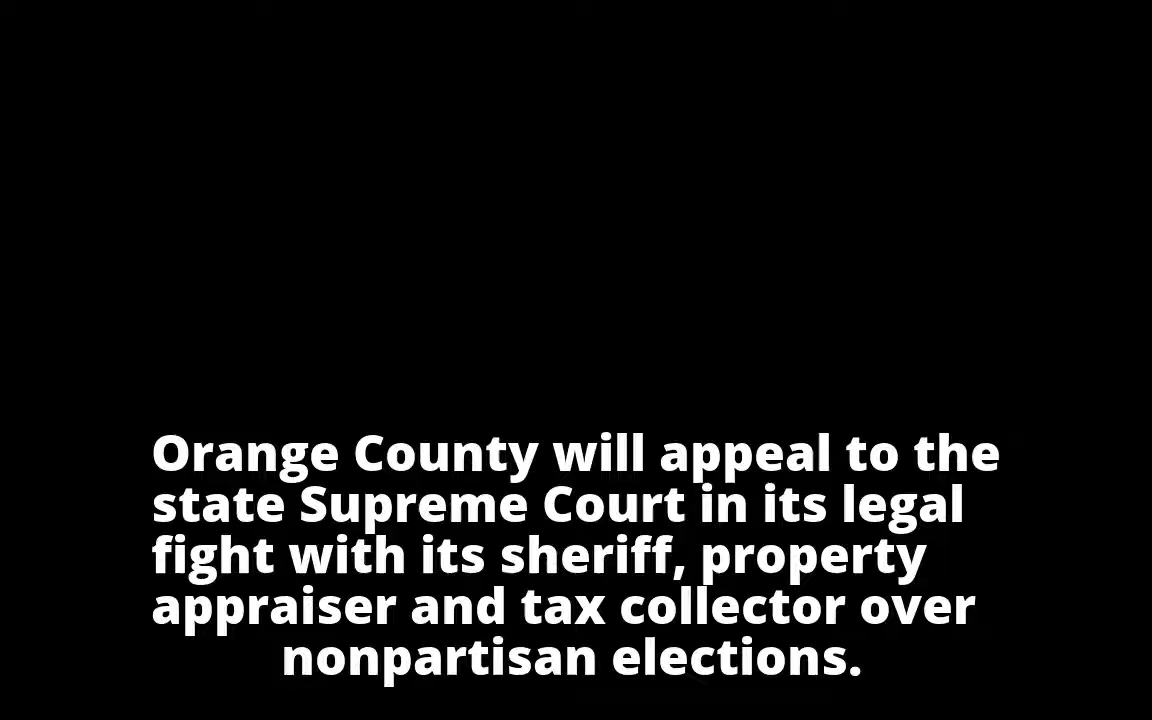 Orange County will appeal to the
state Supreme Court in its legal
fight with its sheriff, property
appraiser and tax collector over
nonpartisan elections.